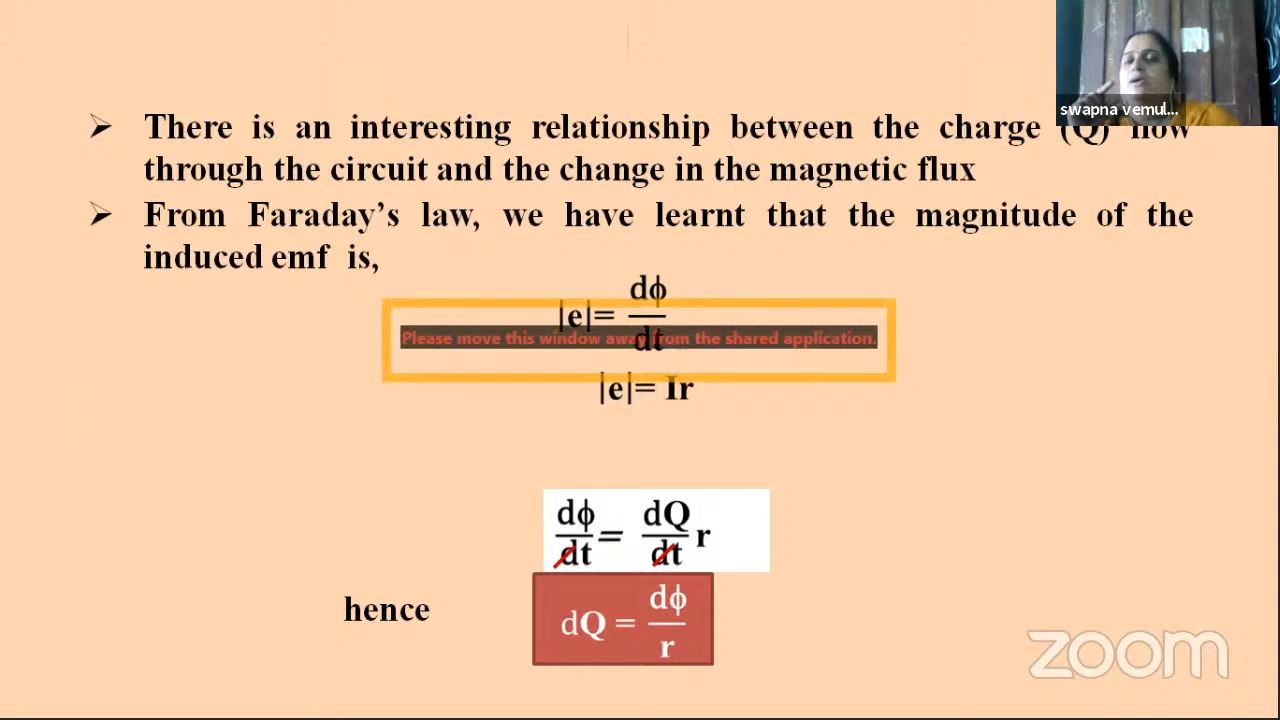 swapna vemul...
➢ There is an interesting relationship between the charge (Q) flow
through the circuit and the change in the magnetic flux
➢ From Faraday’s law, we have learnt that the magnitude of the
induced emf is,
|e|= dϕ/dt
Please move this window away from the shared application.
|e|= Ir
dϕ/dt = dQ/dt r
hence dQ = dϕ/r
zoom